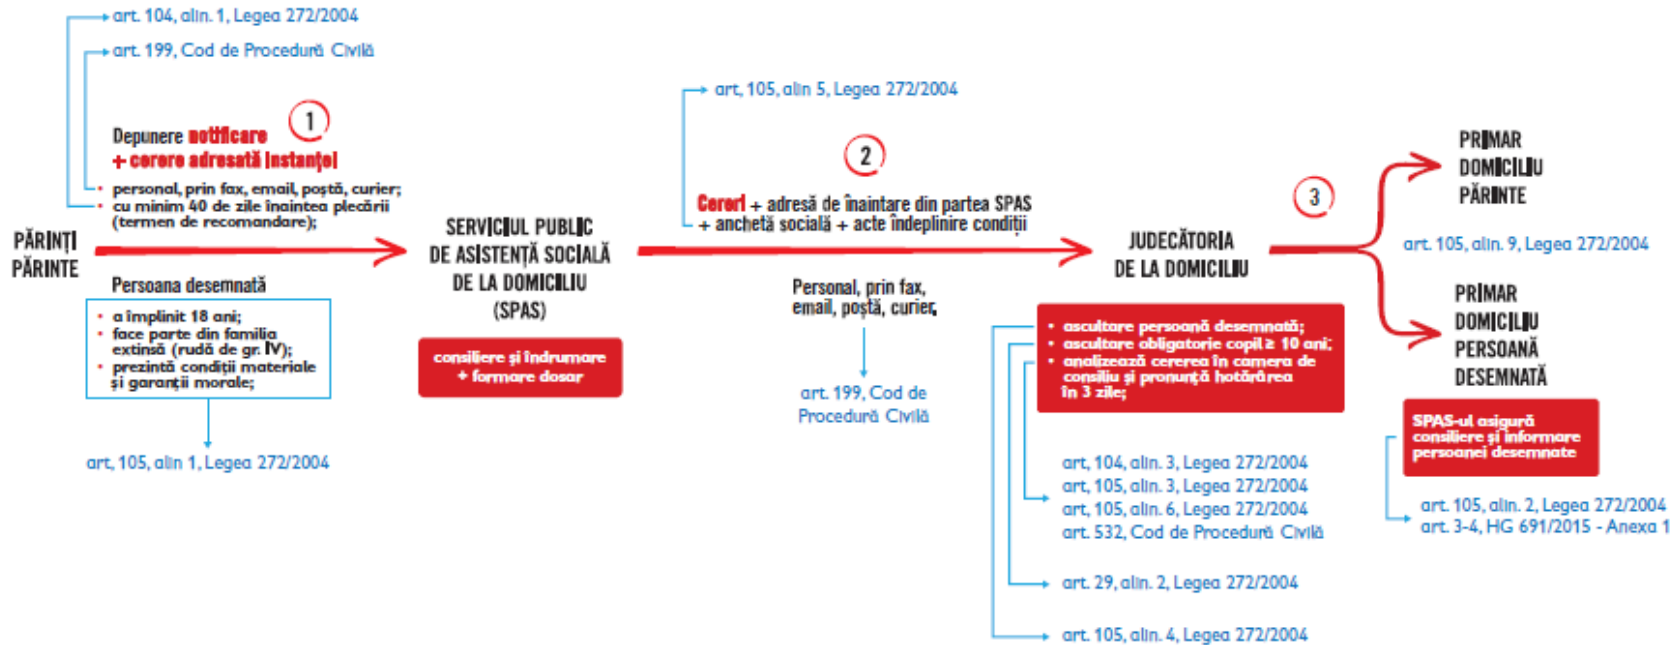 art. 104, alin. 1, Legea 272/2004
art. 199, Cod de Procedură Civilă
1
Depunere notificare
+ cerere adresată instanței
• personal, prin fax, email, poștă, curier;
• cu minim 40 de zile înaintea plecării
(termen de recomandare);
PĂRINȚI
PĂRINTE
Persoana desemnată
• a împlinit 18 ani;
• face parte din familia
extinsă (rudă de gr. IV);
• prezintă condiții materiale
și garanții morale;
art, 105, alin 1, Legea 272/2004
SERVICIUL PUBLIC
DE ASISTENȚĂ SOCIALĂ
DE LA DOMICILIU
(SPAS)
consiliere și îndrumare
+ formare dosar
art, 105, alin 5, Legea 272/2004
2
Cereri + adresă de înaintare din partea SPAS
+ anchetă socială + acte îndeplinire condiții
Personal, prin fax,
email, poștă, curier.
art. 199, Cod de
Procedură Civilă
JUDECĂTORIA
DE LA DOMICILIU
• ascultare persoană desemnată;
• ascultare obligatorie copil ≥ 10 ani;
• analizează cererea în camera de
consiliu și pronunță hotărârea
în 3 zile;
art, 104, alin. 3, Legea 272/2004
art, 105, alin. 3, Legea 272/2004
art, 105, alin. 6, Legea 272/2004
art. 532, Cod de Procedură Civilă
art. 29, alin. 2, Legea 272/2004
art. 105, alin. 4, Legea 272/2004
3
PRIMAR
DOMICILIU
PĂRINTE
art. 105, alin. 9, Legea 272/2004
PRIMAR
DOMICILIU
PERSOANĂ
DESEMNATĂ
SPAS-ul asigură
consiliere și informare
persoanei desemnate
art. 105, alin. 2, Legea 272/2004
art. 3-4, HG 691/2015 - Anexa 1